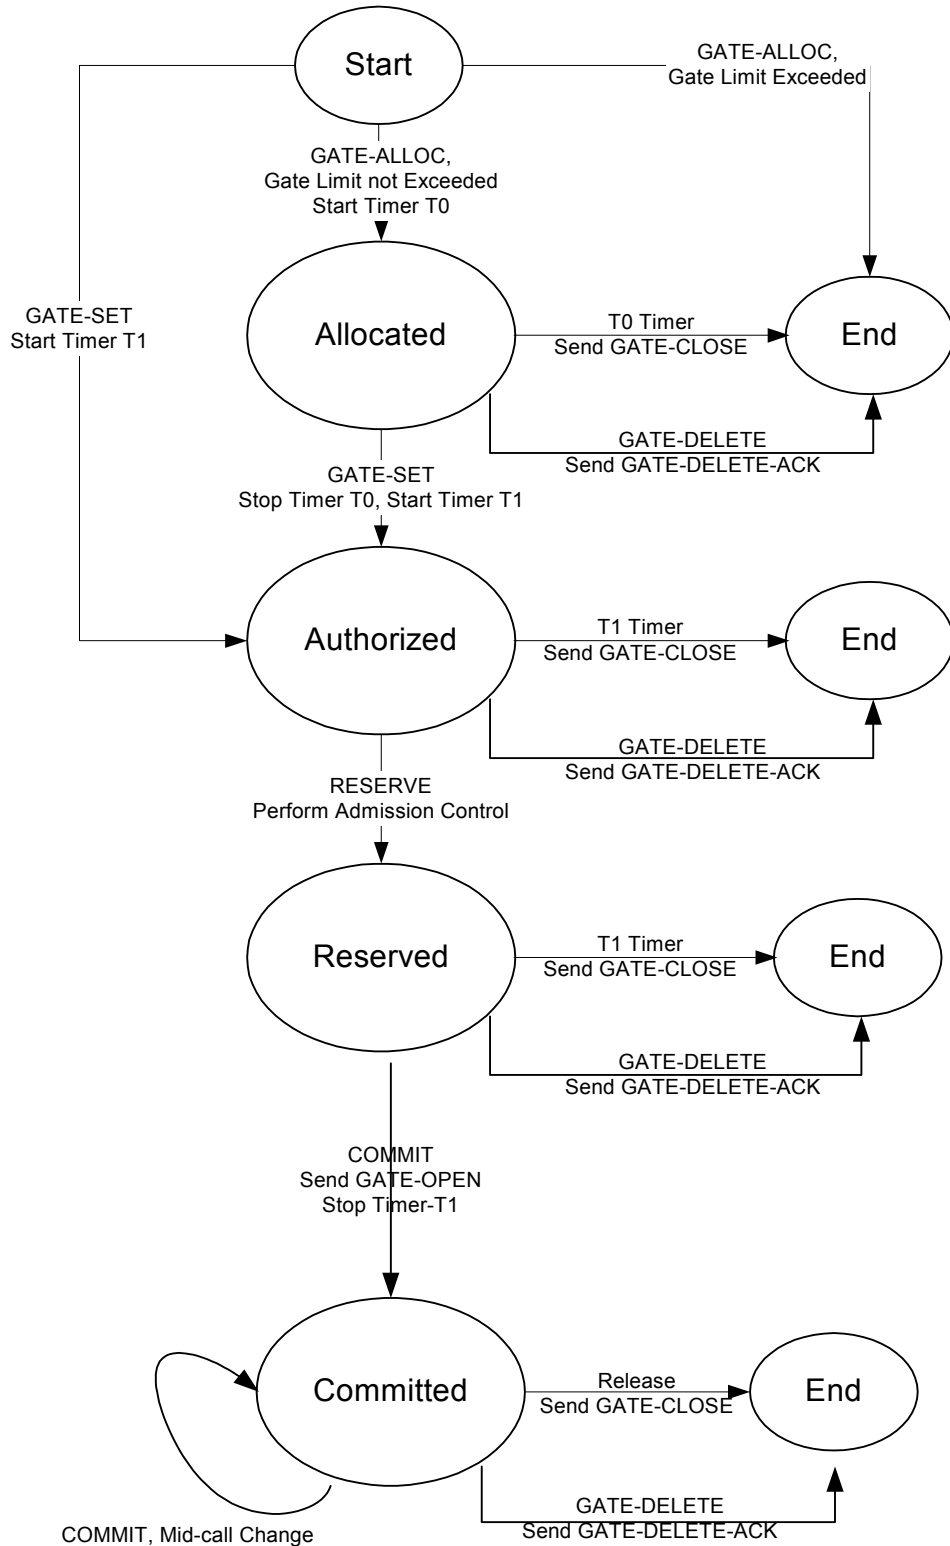 Start
GATE-ALLOC,
Gate Limit Exceeded
GATE-ALLOC,
Gate Limit not Exceeded
Start Timer T0
GATE-SET
Start Timer T1
Allocated
T0 Timer
Send GATE-CLOSE
End
GATE-DELETE
Send GATE-DELETE-ACK
GATE-SET
Stop Timer T0, Start Timer T1
Authorized
T1 Timer
Send GATE-CLOSE
End
GATE-DELETE
Send GATE-DELETE-ACK
RESERVE
Perform Admission Control
Reserved
T1 Timer
Send GATE-CLOSE
End
GATE-DELETE
Send GATE-DELETE-ACK
COMMIT
Send GATE-OPEN
Stop Timer-T1
Committed
Release
Send GATE-CLOSE
End
GATE-DELETE
Send GATE-DELETE-ACK
COMMIT, Mid-call Change